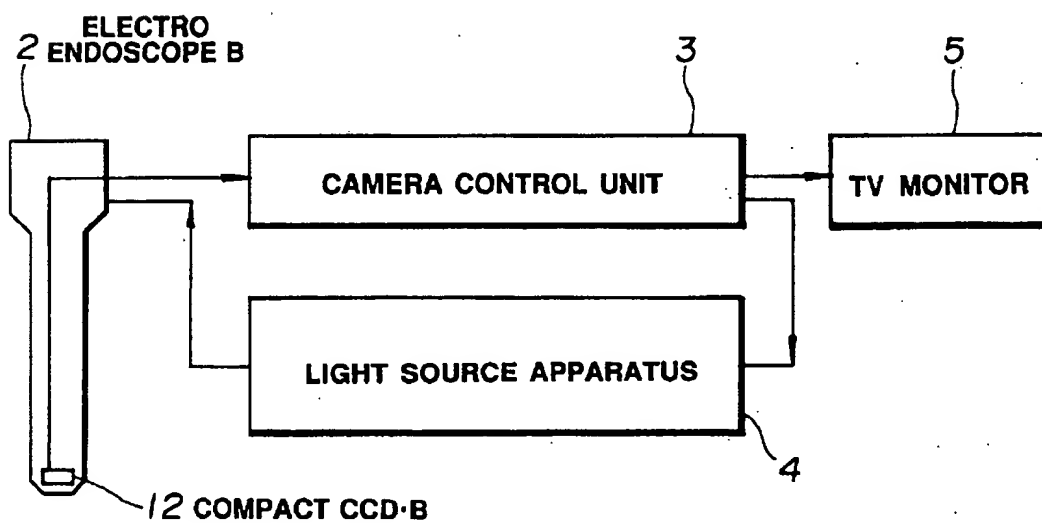 ELECTRO
2 ENDOSCOPE B
3
5
CAMERA CONTROL UNIT
TV MONITOR
LIGHT SOURCE APPARATUS
4
12 COMPACT CCD·B